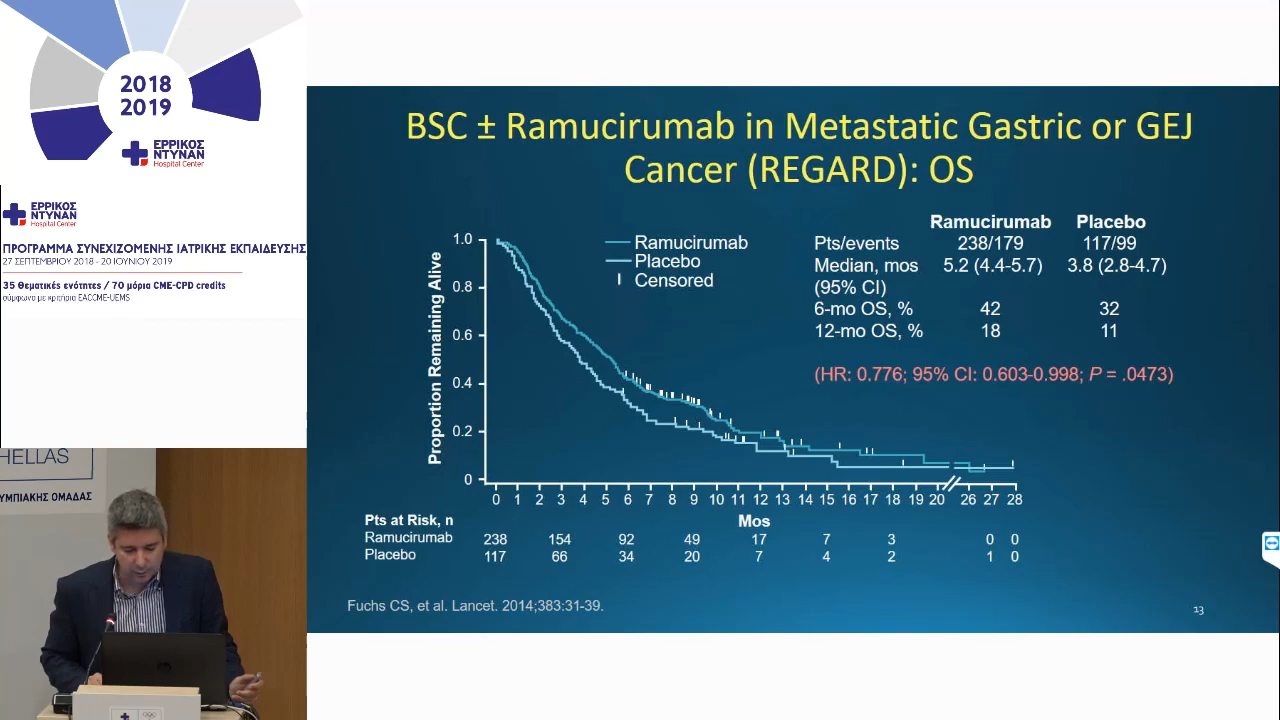 2018
2019
ΕΡΡΙΚΟΣ
ΝΤΥΝΑΝ
Hospital Center
ΕΡΡΙΚΟΣ
ΝΤΥΝΑΝ
Hospital Center
ΠΡΟΓΡΑΜΜΑ ΣΥΝΕΧΙΖΟΜΕΝΗΣ ΙΑΤΡΙΚΗΣ ΕΚΠΑΙΔΕΥΣΗΣ
27 ΣΕΠΤΕΜΒΡΙΟΥ 2018 - 20 ΙΟΥΝΙΟΥ 2019
35 Θεματικές ενότητες / 70 μόρια CME-CPD credits
σύμφωνα με κριτήρια EACCME-UEMS
HELLAS
ΥΜΠΙΑΚΗΣ ΟΜΑΔΑΣ
BSC ± Ramucirumab in Metastatic Gastric or GEJ
Cancer (REGARD): OS
Ramucirumab Placebo
Pts/events 238/179 117/99
Median, mos 5.2 (4.4-5.7) 3.8 (2.8-4.7)
(95% CI)
6-mo OS, % 42 32
12-mo OS, % 18 11
(HR: 0.776; 95% CI: 0.603-0.998; P = .0473)
Ramucirumab
Placebo
Censored
Proportion Remaining Alive
1.0
0.8
0.6
0.4
0.2
0
0 1 2 3 4 5 6 7 8 9 10 11 12 13 14 15 16 17 18 19 20 26 27 28
Mos
Pts at Risk, n
Ramucirumab 238 154 92 49 17 7 3 0 0
Placebo 117 66 34 20 7 4 2 1 0
Fuchs CS, et al. Lancet. 2014;383:31-39.
13